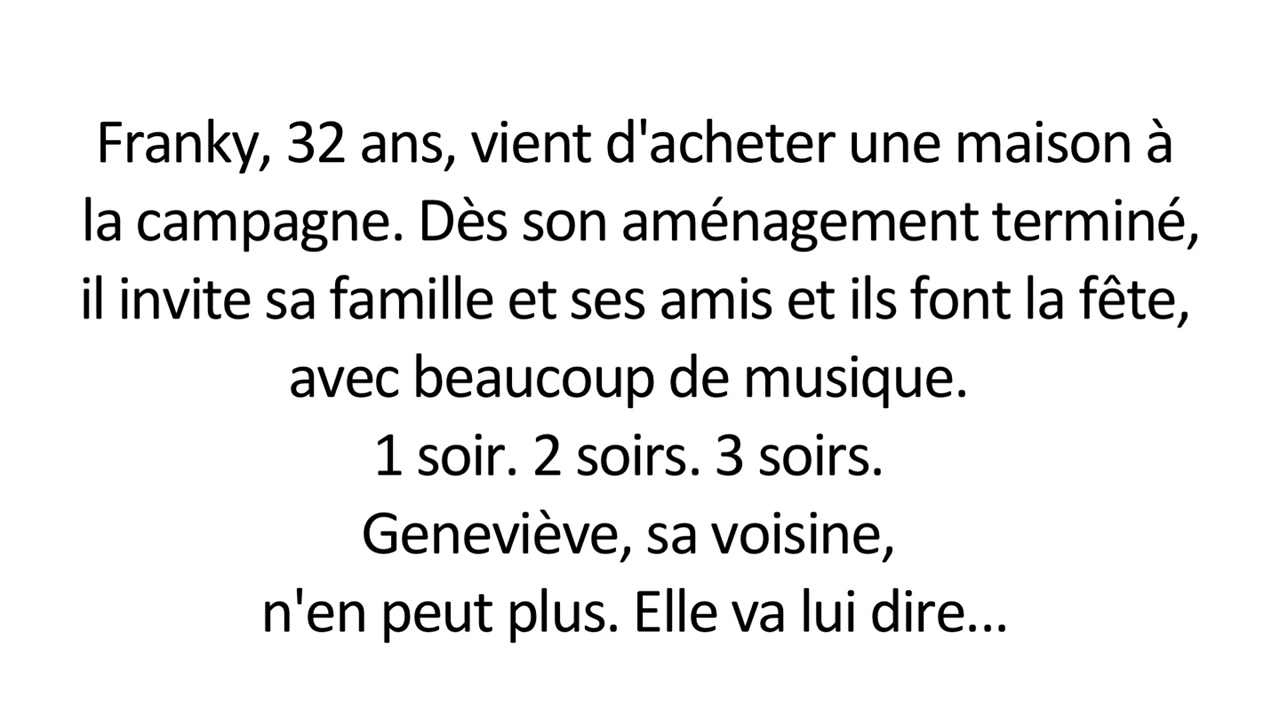 Franky, 32 ans, vient d'acheter une maison à
la campagne. Dès son aménagement terminé,
il invite sa famille et ses amis et ils font la fête,
avec beaucoup de musique.
1 soir. 2 soirs. 3 soirs.
Geneviève, sa voisine,
n'en peut plus. Elle va lui dire...